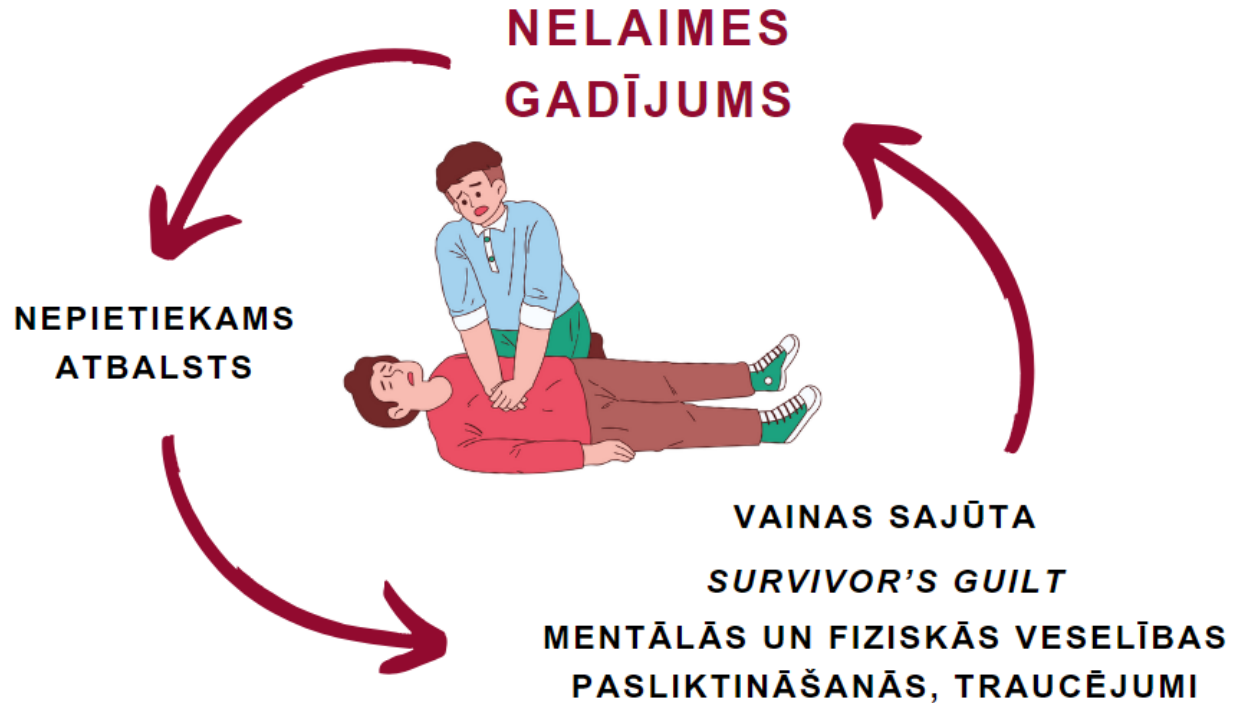 NELAIMES
GADĪJUMS
NEPIETIEKAMS
ATBALSTS
VAINAS SAJŪTA
SURVIVOR'S GUILT
MENTĀLĀS UN FIZISKĀS VESELĪBAS
PASLIKTINĀŠANĀS, TRAUCĒJUMI